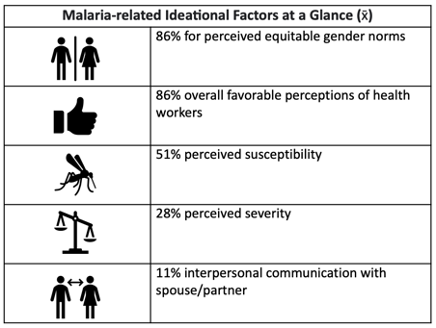 Malaria-related Ideational Factors at a Glance (x̄)
86% for perceived equitable gender norms
86% overall favorable perceptions of health
workers
51% perceived susceptibility
28% perceived severity
11% interpersonal communication with
spouse/partner